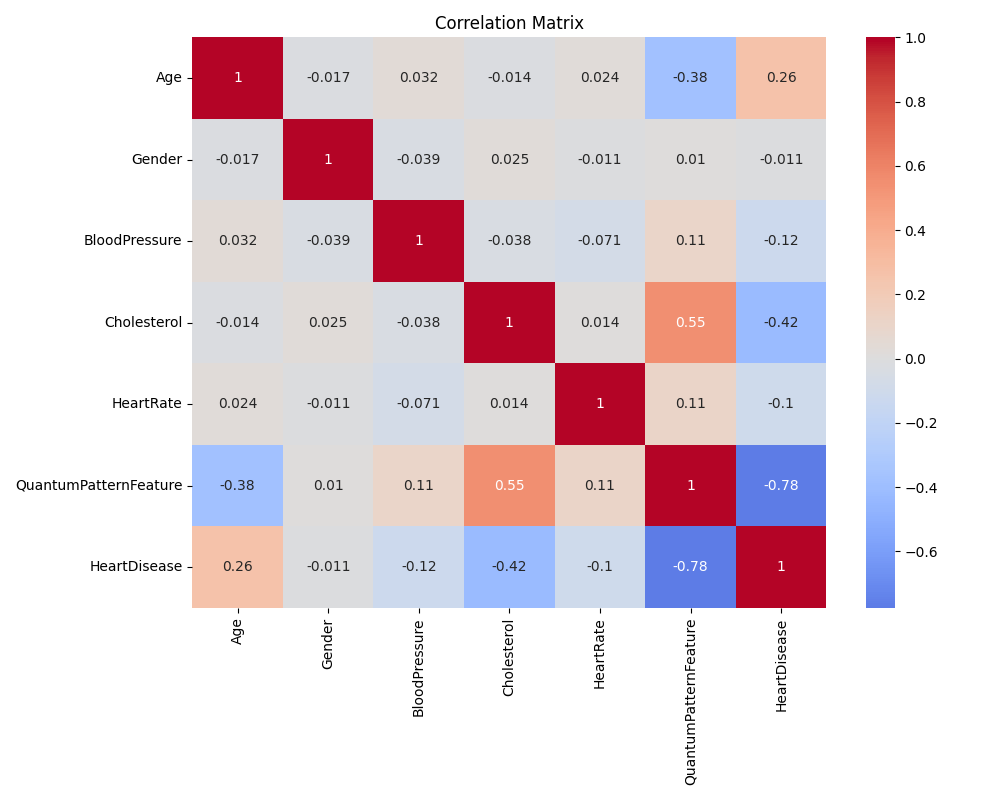 Correlation Matrix
Age 1 -0.017 0.032 -0.014 0.024 -0.38 0.26
Gender -0.017 1 -0.039 0.025 -0.011 0.01 -0.011
BloodPressure 0.032 -0.039 1 -0.038 -0.071 0.11 -0.12
Cholesterol -0.014 0.025 -0.038 1 0.014 0.55 -0.42
HeartRate 0.024 -0.011 -0.071 0.014 1 0.11 -0.1
QuantumPatternFeature -0.38 0.01 0.11 0.55 0.11 1 -0.78
HeartDisease 0.26 -0.011 -0.12 -0.42 -0.1 -0.78 1
Age
Gender
BloodPressure
Cholesterol
HeartRate
QuantumPatternFeature
HeartDisease
1.0
0.8
0.6
0.4
0.2
0.0
−0.2
−0.4
−0.6